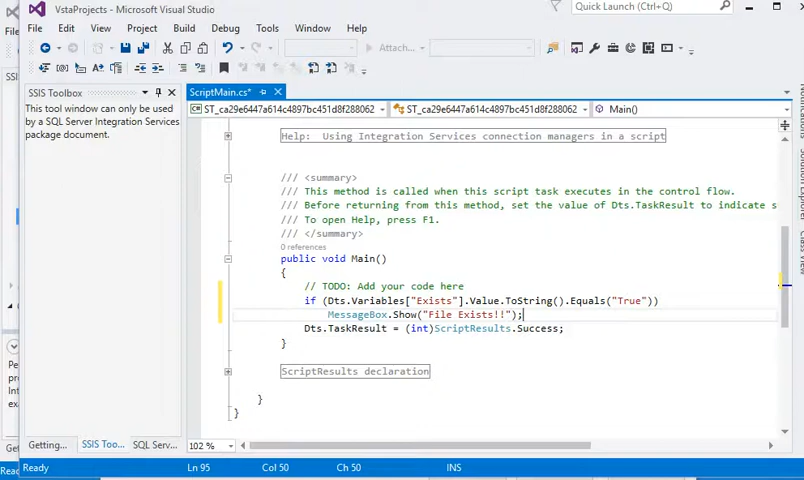 VstaProjects - Microsoft Visual Studio
Quick Launch (Ctrl+Q)
File Edit View Project Build Debug Tools Window Help
Attach...
SSIS Toolbox
This tool window can only be used
by a SQL Server Integration Services
package document.
ScriptMain.cs*
ST_ca29e6447a614c4897bc451d8f288062 ST_ca29e6447a614c4897bc451d8f288062 Main()
Help: Using Integration Services connection managers in a script
/// <summary>
/// This method is called when this script task executes in the control flow.
/// Before returning from this method, set the value of Dts.TaskResult to indicate s
/// To open Help, press F1.
/// </summary>
0 references
public void Main()
{
// TODO: Add your code here
if (Dts.Variables["Exists"].Value.ToString().Equals("True"))
MessageBox.Show("File Exists!!");
Dts.TaskResult = (int)ScriptResults.Success;
}
ScriptResults declaration
}
}
102 %
Getting... SSIS Too... SQL Serv...
Ready Ln 95 Col 50 Ch 50 INS
Notifications
Solution Explorer
Class View